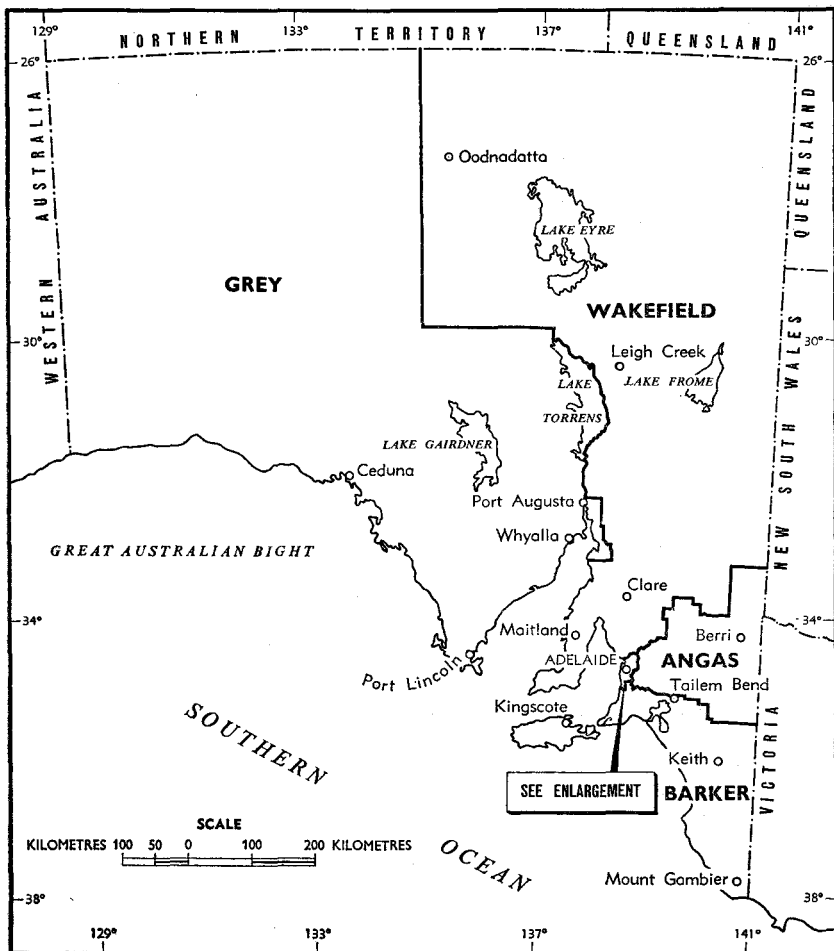 129° 133° 137° 141°
NORTHERN TERRITORY QUEENSLAND
26° 26°
WESTERN AUSTRALIA
QUEENSLAND
Oodnadatta
LAKE EYRE
GREY
WAKEFIELD
30° 30°
Leigh Creek
LAKE FROME
LAKE
TORRENS
NEW SOUTH WALES
LAKE GAIRDNER
Ceduna
Port Augusta
Whyalla
GREAT AUSTRALIAN BIGHT
Clare
34° 34°
Maitland
Berri
ADELAIDE
ANGAS
Port Lincoln
Tailem Bend
Kingscote
SOUTHERN
Keith
SEE ENLARGEMENT
BARKER
VICTORIA
SCALE
KILOMETRES 100 50 0 100 200 KILOMETRES
OCEAN
Mount Gambier
38° 38°
129° 133° 137° 141°